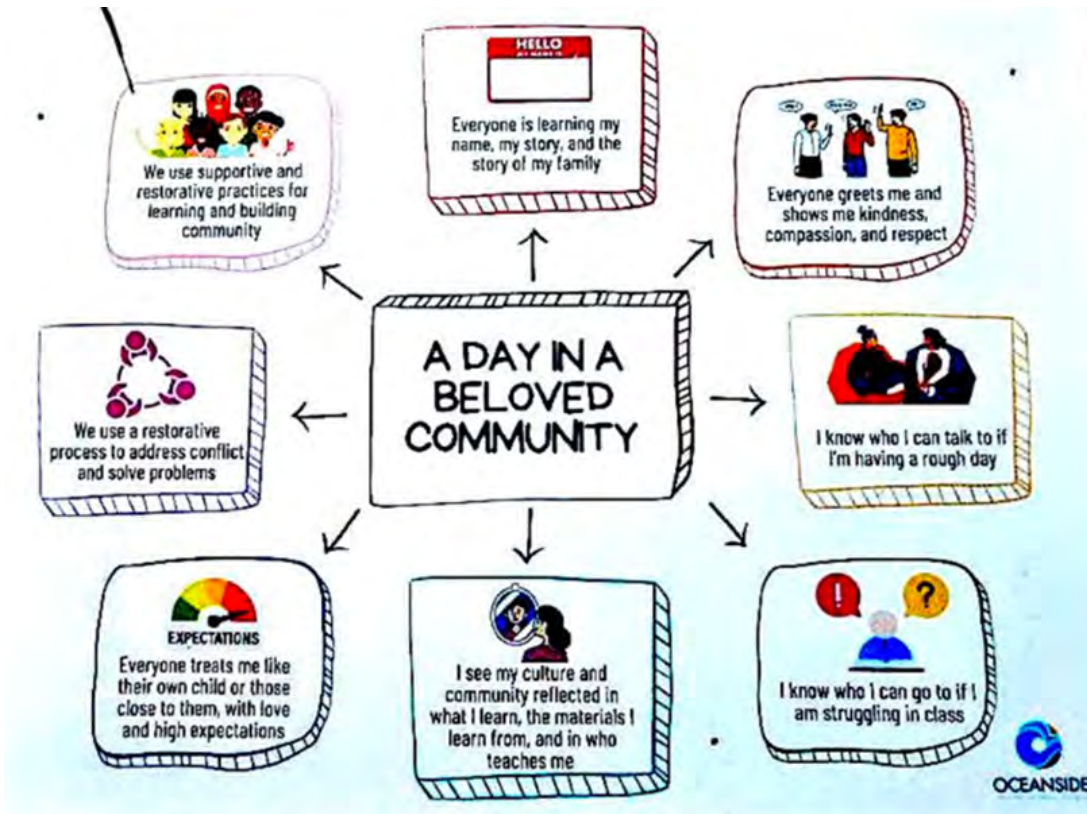 HELLO
MY NAME IS
Everyone is learning my
name, my story, and the
story of my family
We use supportive and
restorative practices for
learning and building
community
Everyone greets me and
shows me kindness,
compassion, and respect
A DAY IN A
BELOVED
COMMUNITY
We use a restorative
process to address conflict
and solve problems
I know who I can talk to if
I'm having a rough day
EXPECTATIONS
Everyone treats me like
their own child or those
close to them, with love
and high expectations
I see my culture and
community reflected in
what I learn, the materials I
learn from, and in who
teaches me
!
?
I know who I can go to if I
am struggling in class
OCEANSIDE